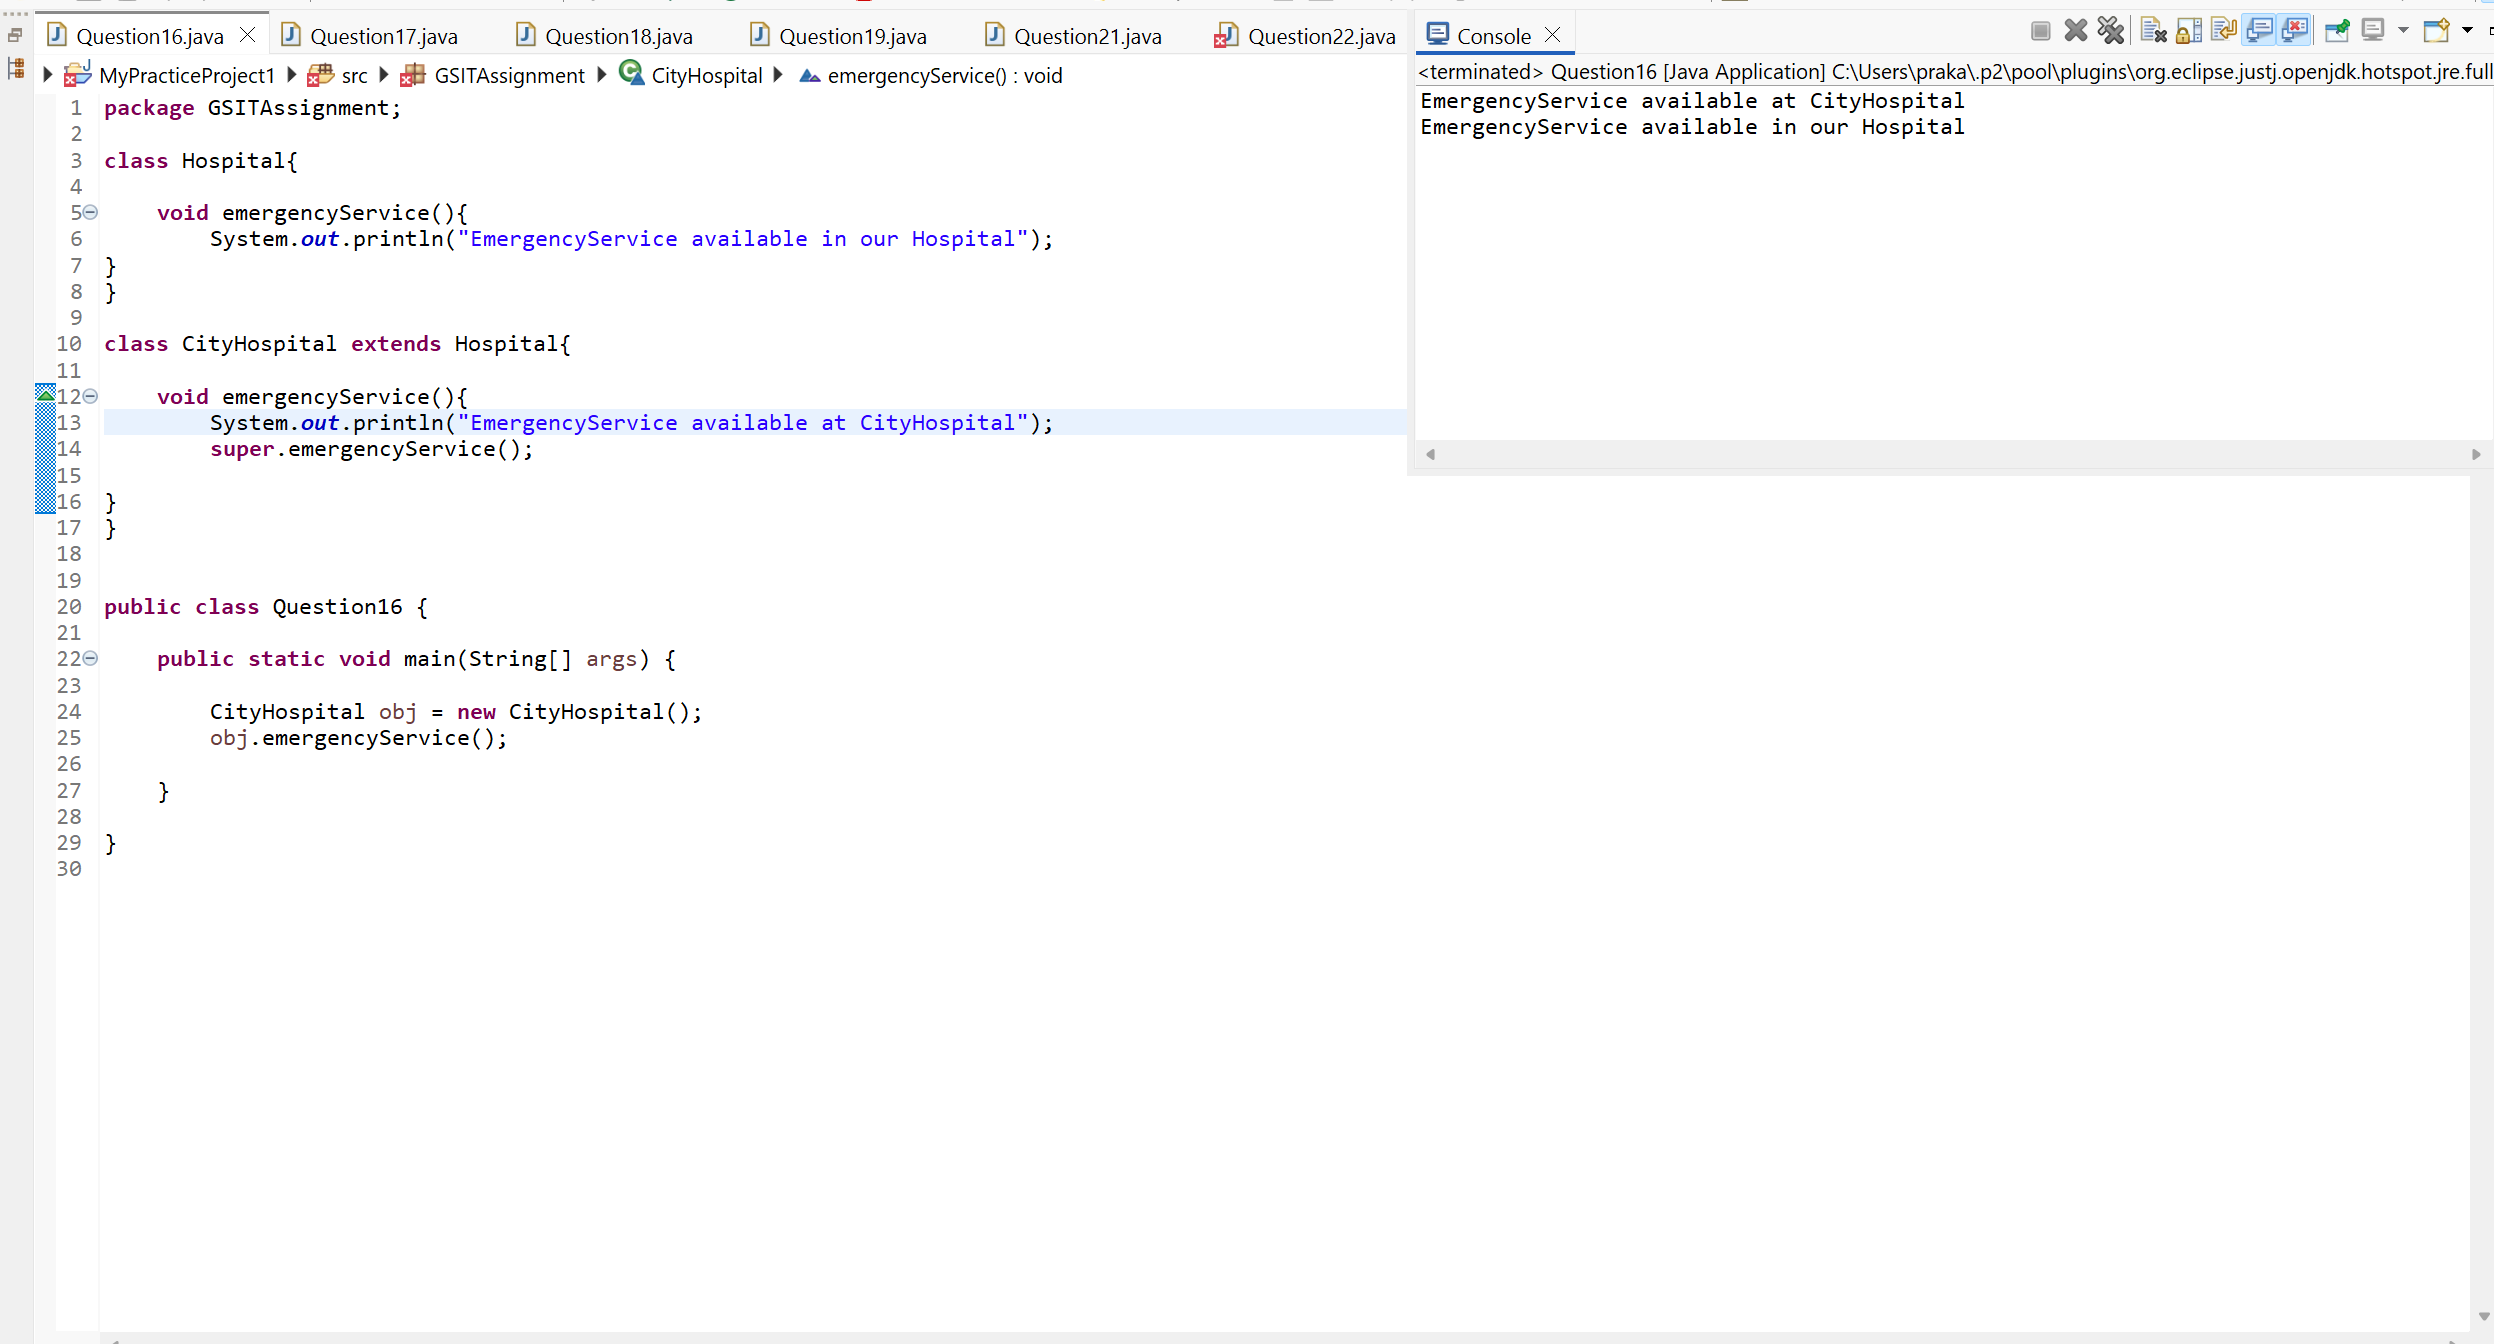 Question16.java Question17.java Question18.java Question19.java Question21.java Question22.java
MyPracticeProject1 src GSITAssignment CityHospital emergencyService() : void
1 package GSITAssignment;
2
3 class Hospital{
4
5 void emergencyService(){
6 System.out.println("EmergencyService available in our Hospital");
7 }
8 }
9
10 class CityHospital extends Hospital{
11
12 void emergencyService(){
13 System.out.println("EmergencyService available at CityHospital");
14 super.emergencyService();
15
16 }
17 }
18
19
20 public class Question16 {
21
22 public static void main(String[] args) {
23
24 CityHospital obj = new CityHospital();
25 obj.emergencyService();
26
27 }
28
29 }
30
Console
<terminated> Question16 [Java Application] C:\Users\praka\.p2\pool\plugins\org.eclipse.justj.openjdk.hotspot.jre.full
EmergencyService available at CityHospital
EmergencyService available in our Hospital